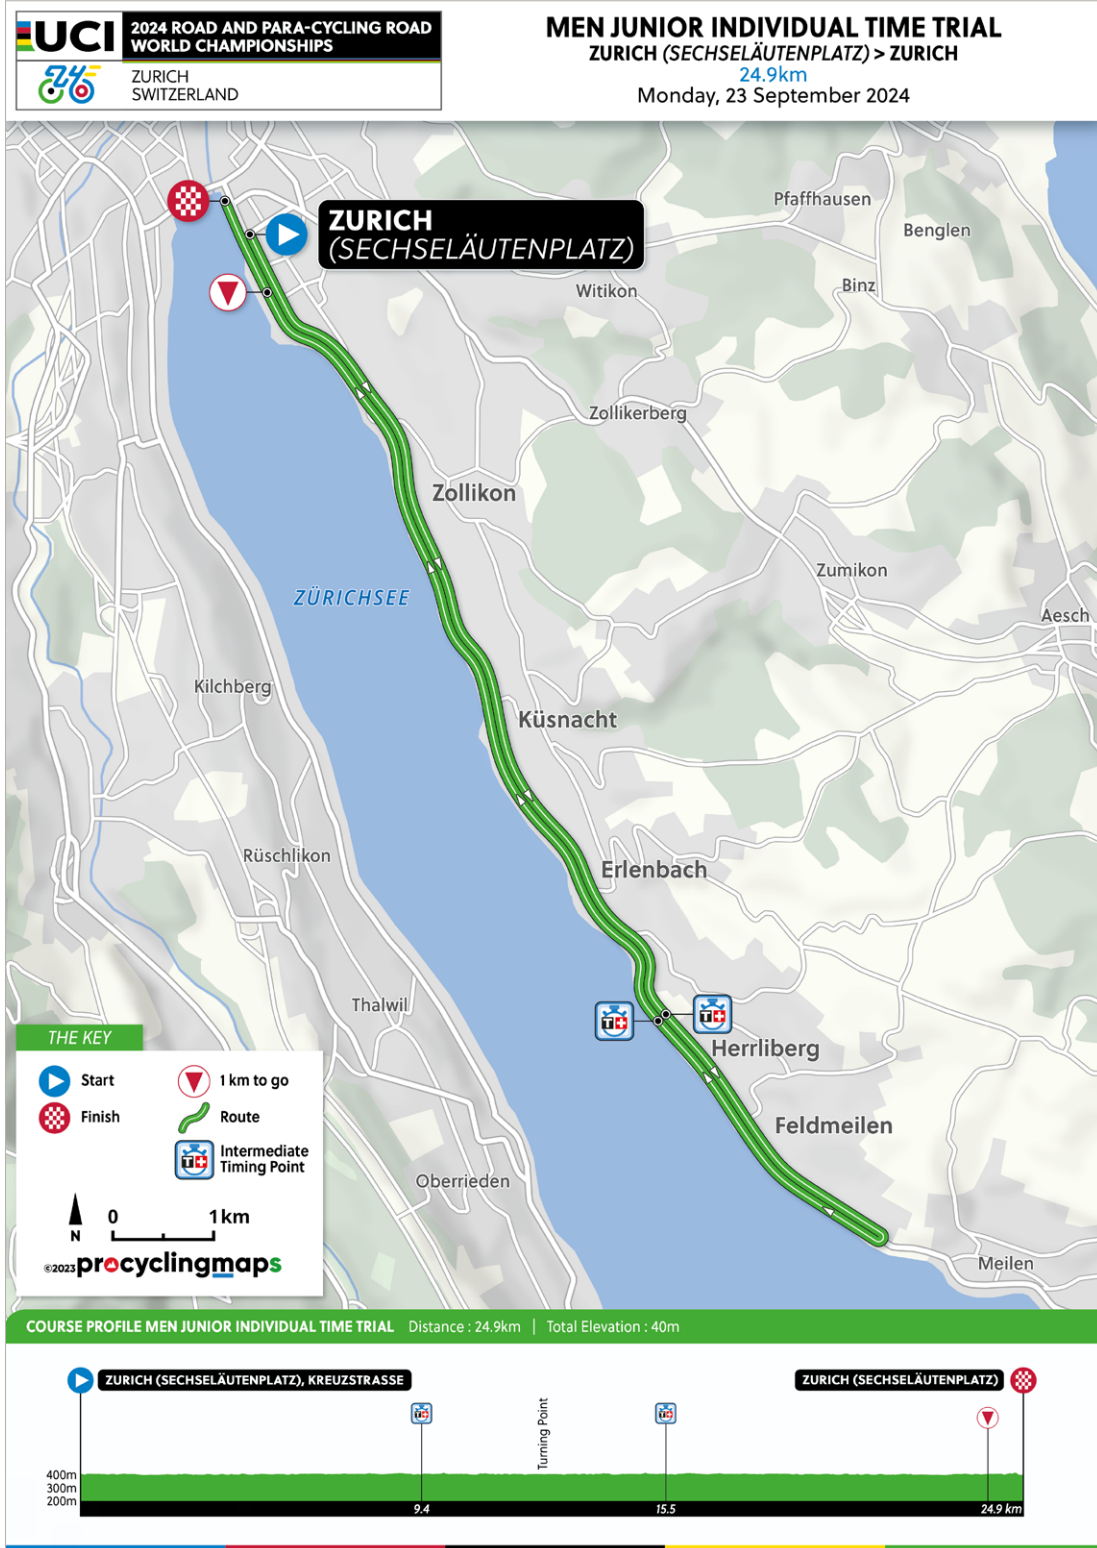 UCI
2024 ROAD AND PARA-CYCLING ROAD
WORLD CHAMPIONSHIPS
ZURICH
SWITZERLAND
MEN JUNIOR INDIVIDUAL TIME TRIAL
ZURICH (SECHSELÄUTENPLATZ) > ZURICH
24.9km
Monday, 23 September 2024
Pfaffhausen
Benglen
ZURICH
(SECHSELÄUTENPLATZ)
Witikon
Binz
Zollikerberg
Zollikon
Zumikon
ZÜRICHSEE
Aesch
Kilchberg
Küsnacht
Rüschlikon
Erlenbach
Thalwil
T+
T+
Herrliberg
Feldmeilen
Oberrieden
Meilen
THE KEY
Start
1 km to go
Finish
Route
T+
Intermediate
Timing Point
N
0
1km
©2023 procyclingmaps
COURSE PROFILE MEN JUNIOR INDIVIDUAL TIME TRIAL Distance : 24.9km | Total Elevation : 40m
ZURICH (SECHSELÄUTENPLATZ), KREUZSTRASSE
ZURICH (SECHSELÄUTENPLATZ)
T+
Turning Point
T+
400m
300m
200m
9.4
15.5
24.9 km